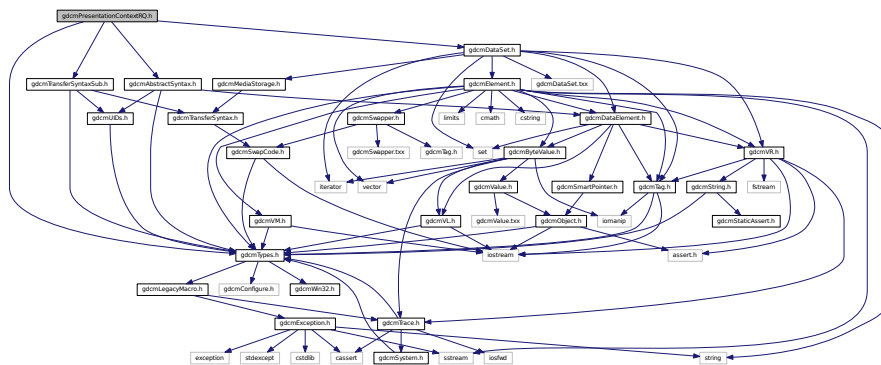 gdcmPresentationContextRQ.h
gdcmDataSet.h
gdcmTransferSyntaxSub.h
gdcmAbstractSyntax.h
gdcmMediaStorage.h
gdcmElement.h
gdcmDataSet.txx
gdcmUIDs.h
gdcmTransferSyntax.h
gdcmSwapper.h
limits
cmath
cstring
gdcmDataElement.h
gdcmSwapCode.h
gdcmSwapper.txx
gdcmTag.h
set
gdcmByteValue.h
gdcmVR.h
iterator
vector
gdcmValue.h
gdcmSmartPointer.h
gdcmTag.h
gdcmString.h
fstream
gdcmVM.h
gdcmVL.h
gdcmValue.txx
gdcmObject.h
iomanip
gdcmStaticAssert.h
gdcmTypes.h
iostream
assert.h
gdcmLegacyMacro.h
gdcmConfigure.h
gdcmWin32.h
gdcmException.h
gdcmTrace.h
exception
stdexcept
cstdlib
cassert
gdcmSystem.h
sstream
iosfwd
string